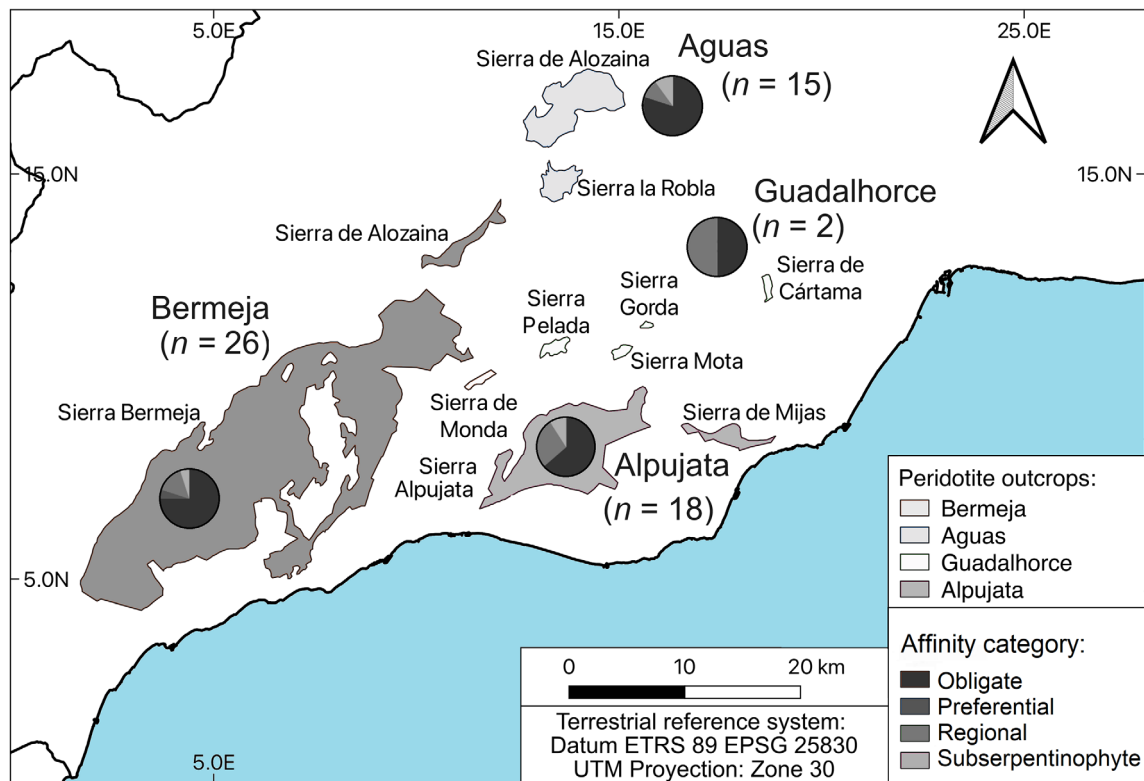 5.0E
15.0E
25.0E
Sierra de Alozaina
Aguas
(n = 15)
15.0N
15.0N
Sierra la Robla
Guadalhorce
(n = 2)
Sierra de Alozaina
Sierra de
Cártama
Sierra
Gorda
Sierra
Pelada
Bermeja
(n = 26)
Sierra Mota
Sierra Bermeja
Sierra de
Monda
Sierra de Mijas
Sierra
Alpujata
Alpujata
(n = 18)
5.0N
Peridotite outcrops:
Bermeja
Aguas
Guadalhorce
Alpujata
Affinity category:
Obligate
Preferential
Regional
Subserpentinophyte
0 10 20 km
Terrestrial reference system:
Datum ETRS 89 EPSG 25830
UTM Proyection: Zone 30
5.0E